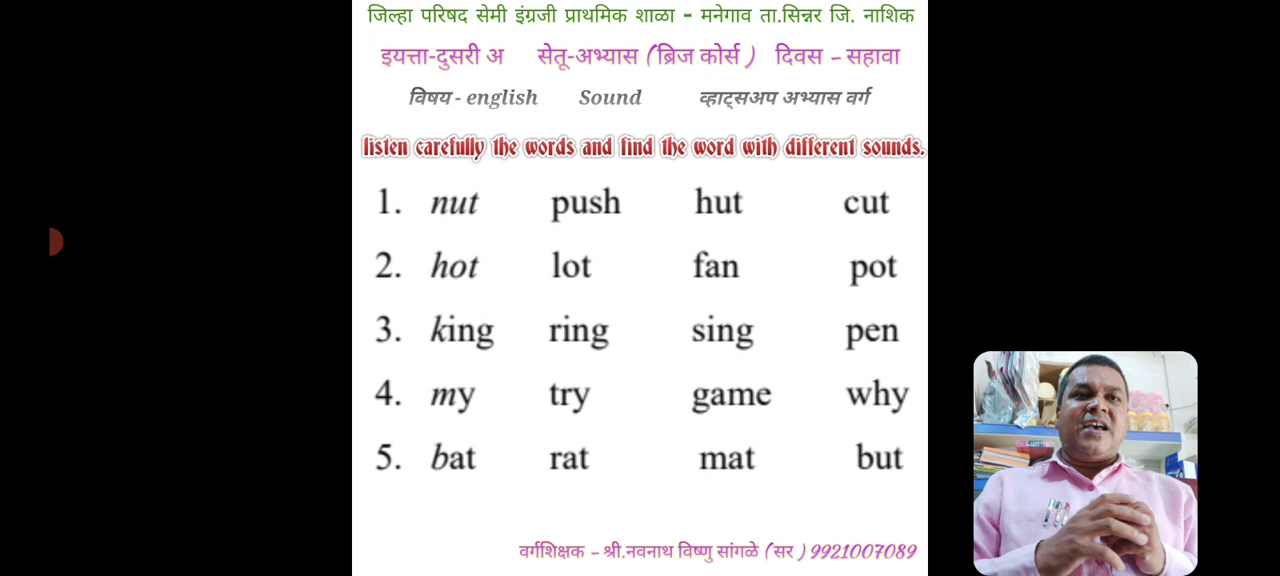 जिल्हा परिषद सेमी इंग्रजी प्राथमिक शाळा - मनेगाव ता.सिन्नर जि. नाशिक
इयत्ता-दुसरी अ सेतू-अभ्यास (ब्रिज कोर्स ) दिवस - सहावा
विषय - english Sound व्हाट्सअप अभ्यास वर्ग
listen carefully the words and find the word with different sounds.
1. nut push hut cut
2. hot lot fan pot
3. king ring sing pen
4. my try game why
5. bat rat mat but
वर्गशिक्षक - श्री.नवनाथ विष्णु सांगळे (सर ) 9921007089